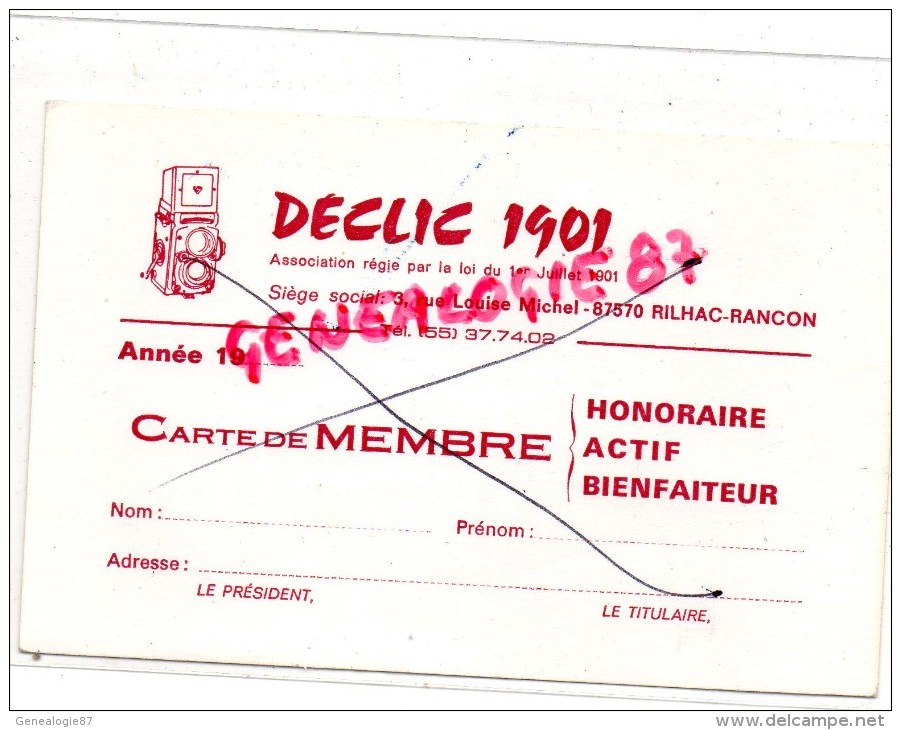 DÉCLIC 1901
Association régie par la loi du 1er Juillet 1901
Siège social: 3, rue Louise Michel - 87570 RILHAC-RANCON
Tél. (55) 37.74.02
GENEALOGIE 87
Année 19
CARTE DE MEMBRE
HONORAIRE
ACTIF
BIENFAITEUR
Nom :
Prénom :
Adresse :
LE PRÉSIDENT,
LE TITULAIRE,
Genealogie87
www.delcampe.net